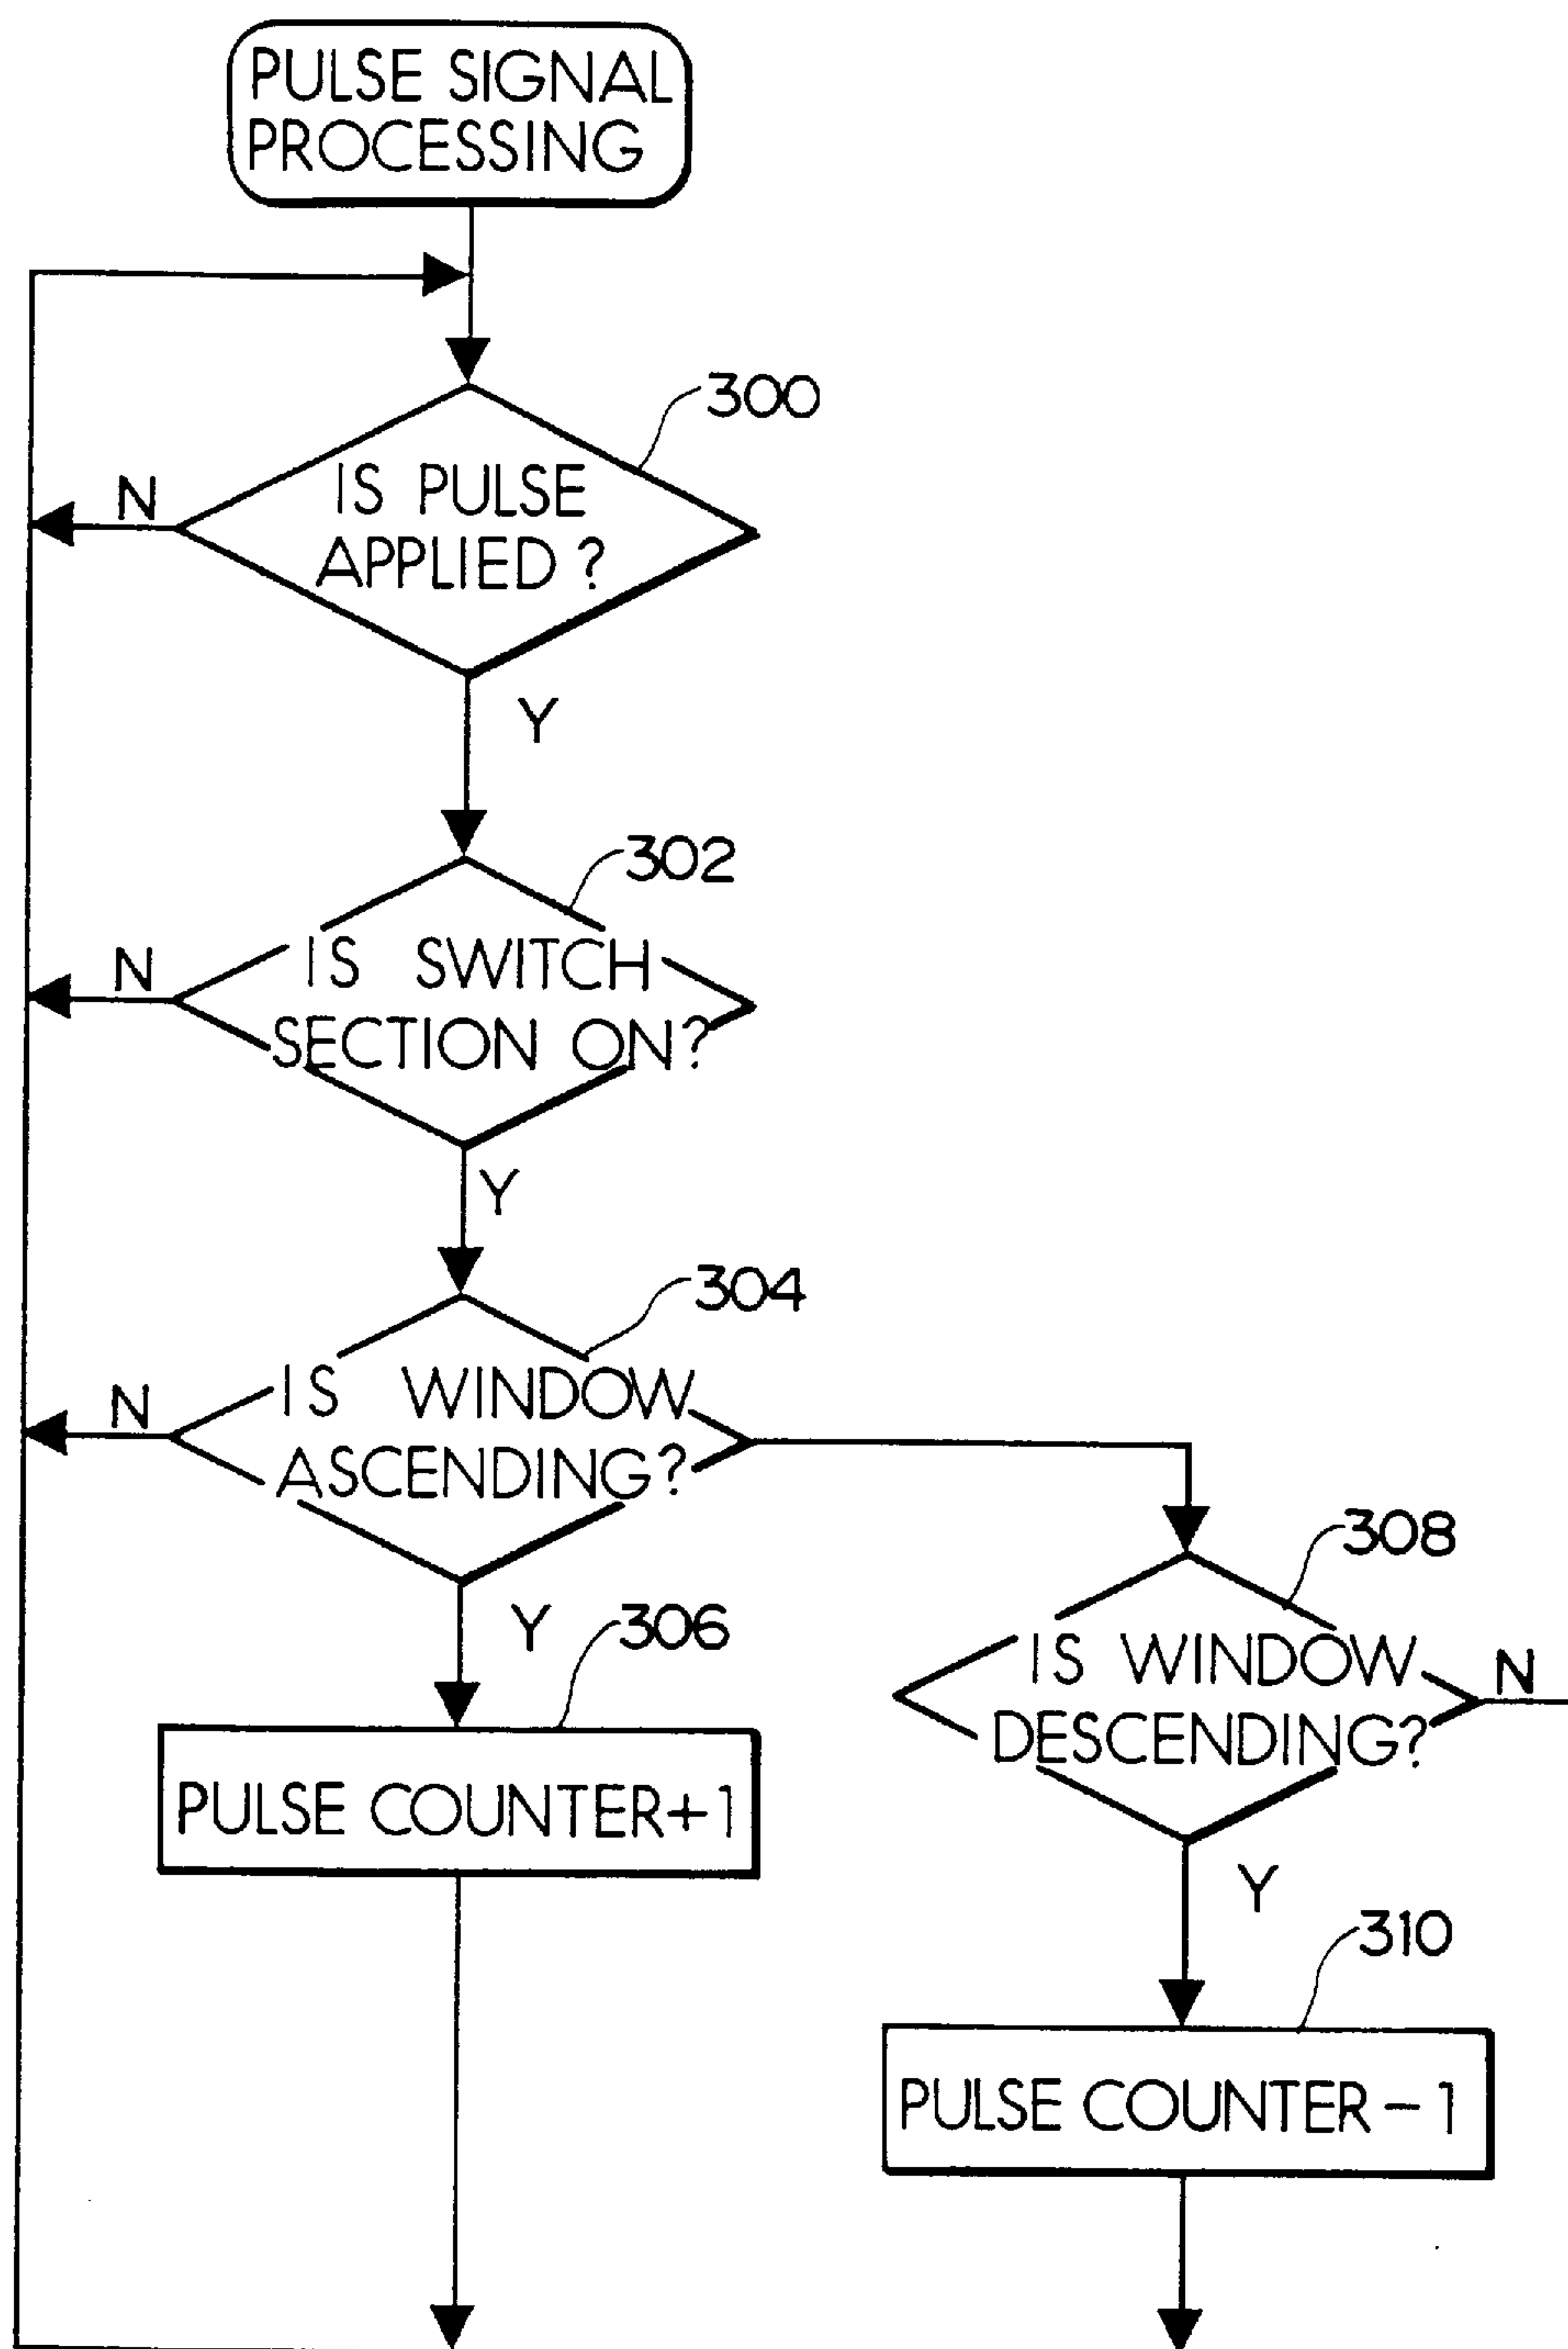 PULSE SIGNAL
PROCESSING
300
N
IS PULSE
APPLIED ?
Y
302
N
IS SWITCH
SECTION ON?
Y
304
N
IS WINDOW
ASCENDING?
Y
306
PULSE COUNTER+1
308
IS WINDOW
DESCENDING?
N
Y
310
PULSE COUNTER-1